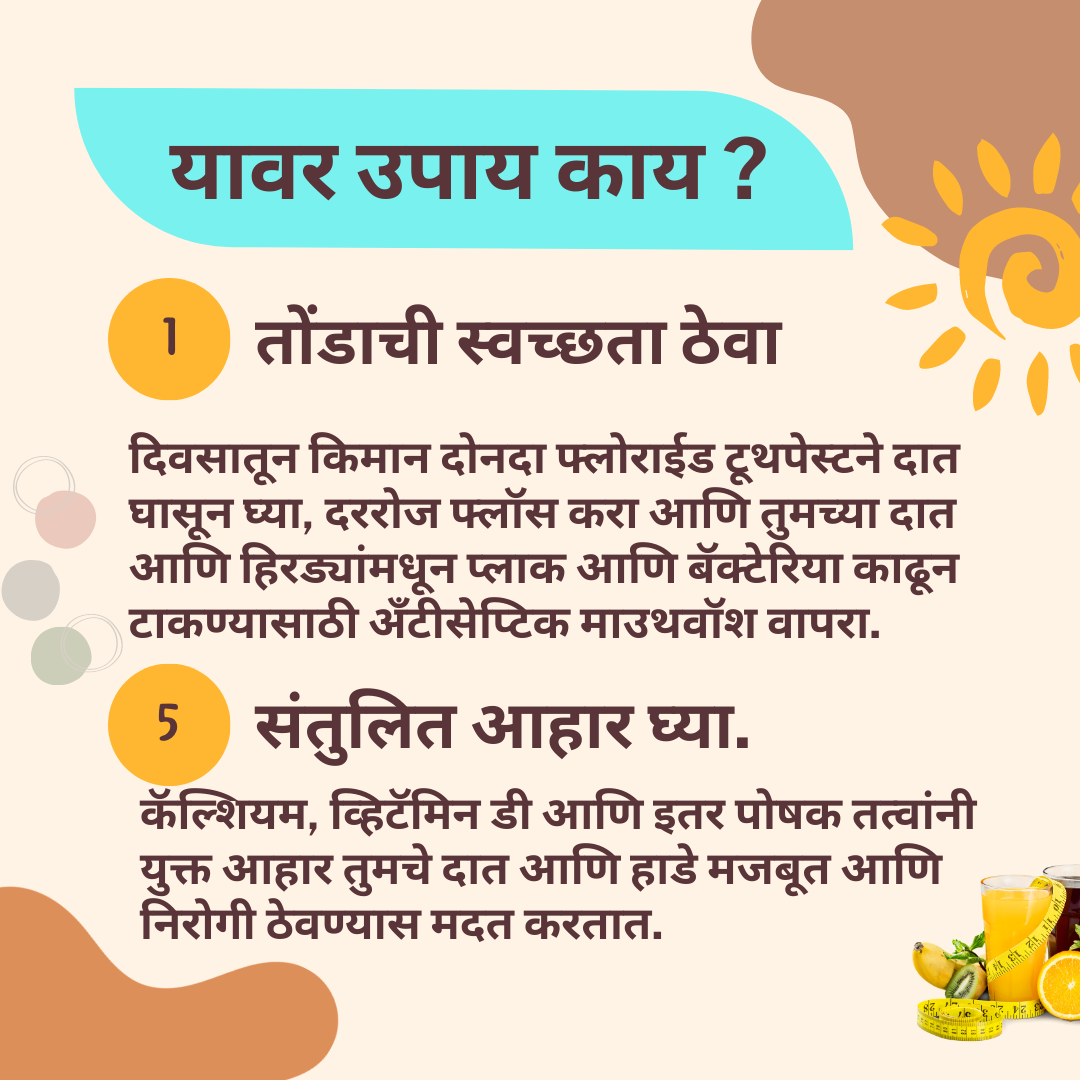 यावर उपाय काय ?
1
तोंडाची स्वच्छता ठेवा
दिवसातून किमान दोनदा फ्लोराईड टूथपेस्टने दात
घासून घ्या, दररोज फ्लॉस करा आणि तुमच्या दात
आणि हिरड्यांमधून प्लाक आणि बॅक्टेरिया काढून
टाकण्यासाठी अँटीसेप्टिक माउथवॉश वापरा.
5
संतुलित आहार घ्या.
कॅल्शियम, व्हिटॅमिन डी आणि इतर पोषक तत्वांनी
युक्त आहार तुमचे दात आणि हाडे मजबूत आणि
निरोगी ठेवण्यास मदत करतात.